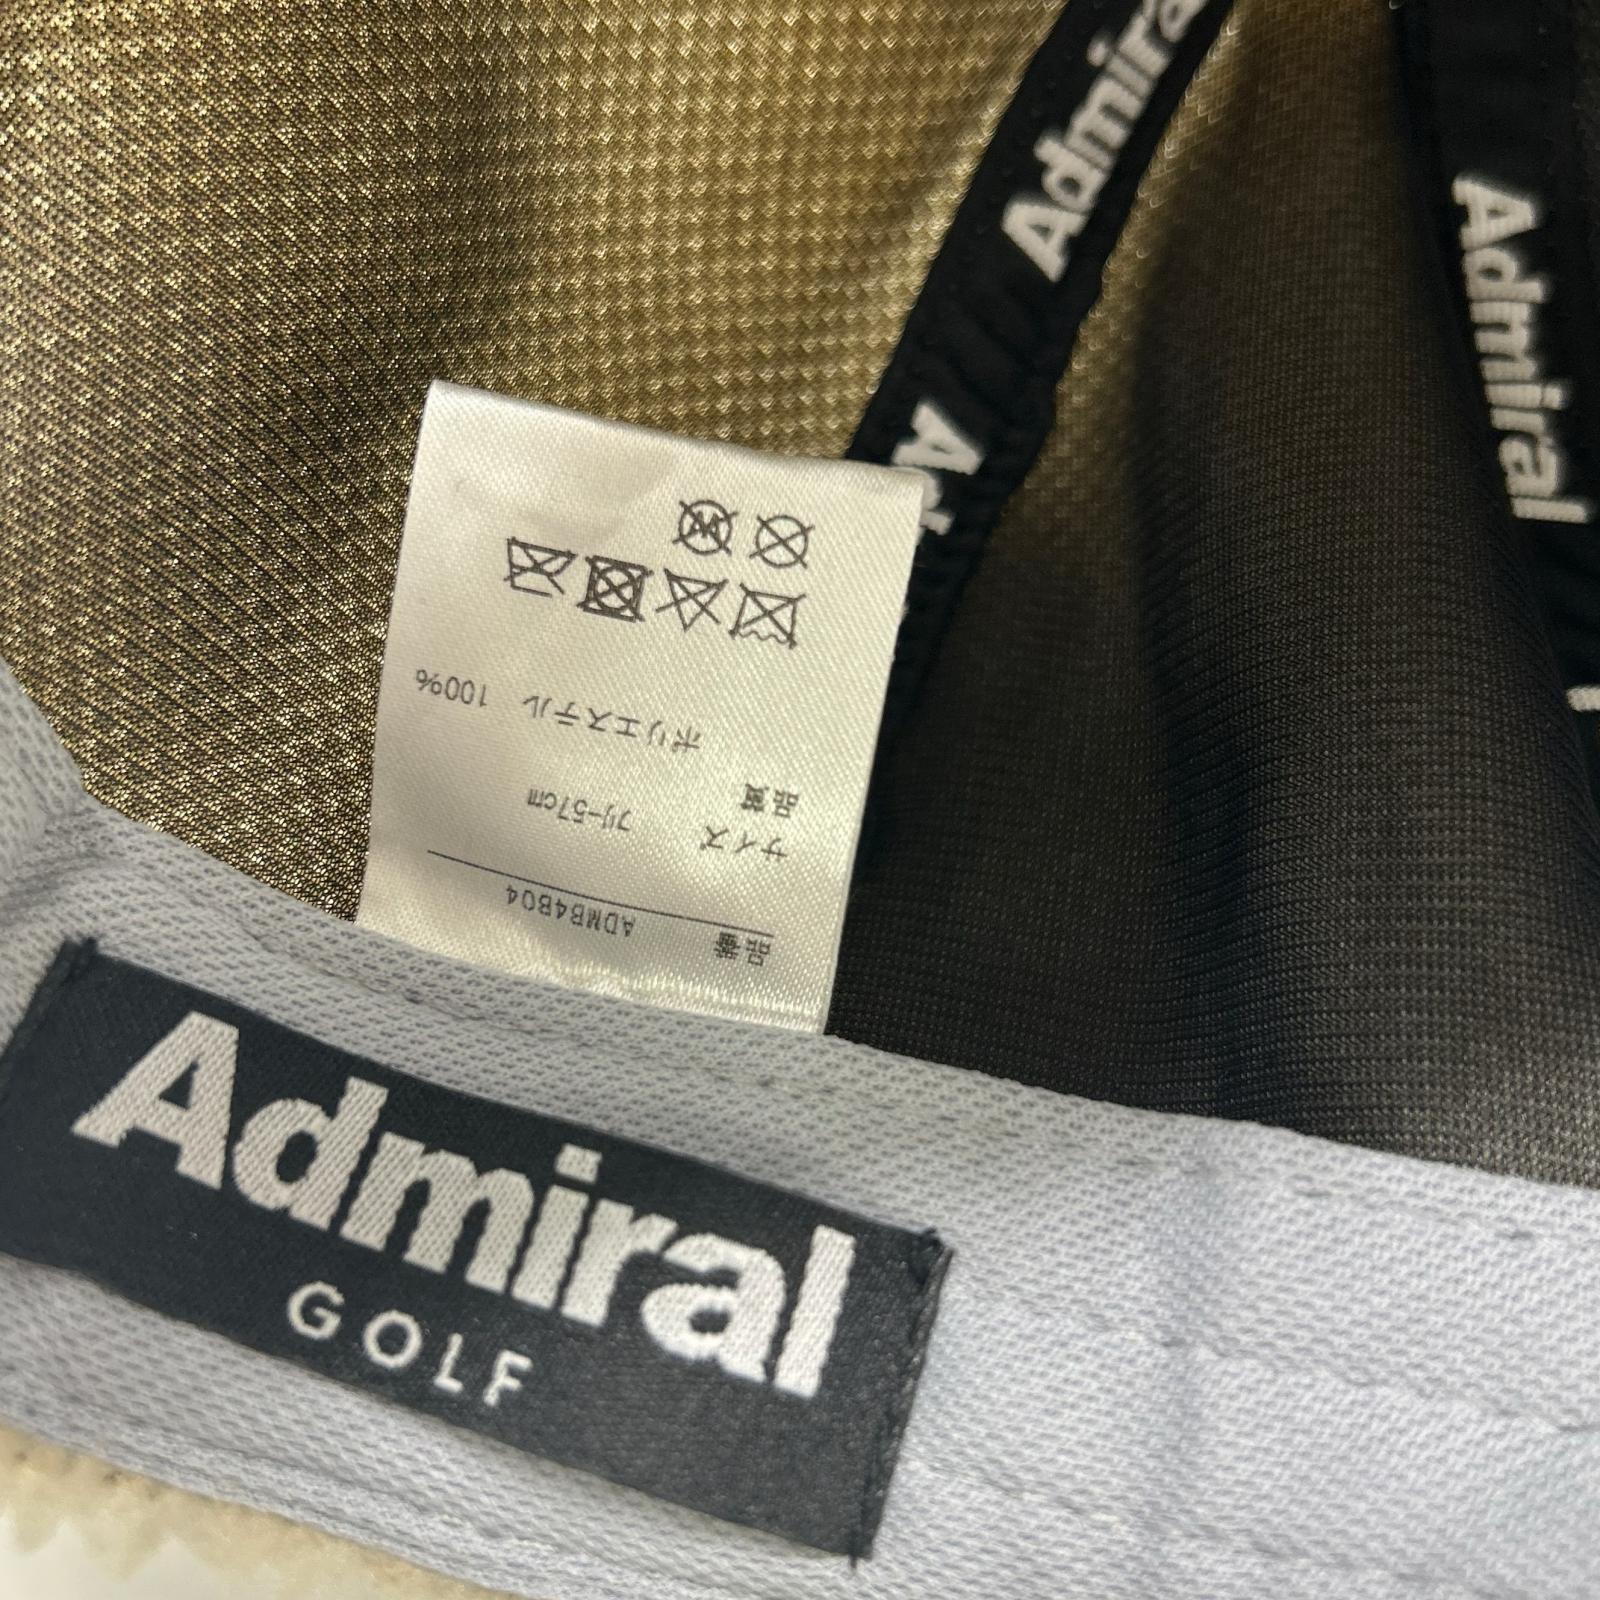 Admiral
Admiral
Ad
品番 ADMB4B04
サイズ フリー57cm
品質
ポリエステル 100%
Admiral
GOLF